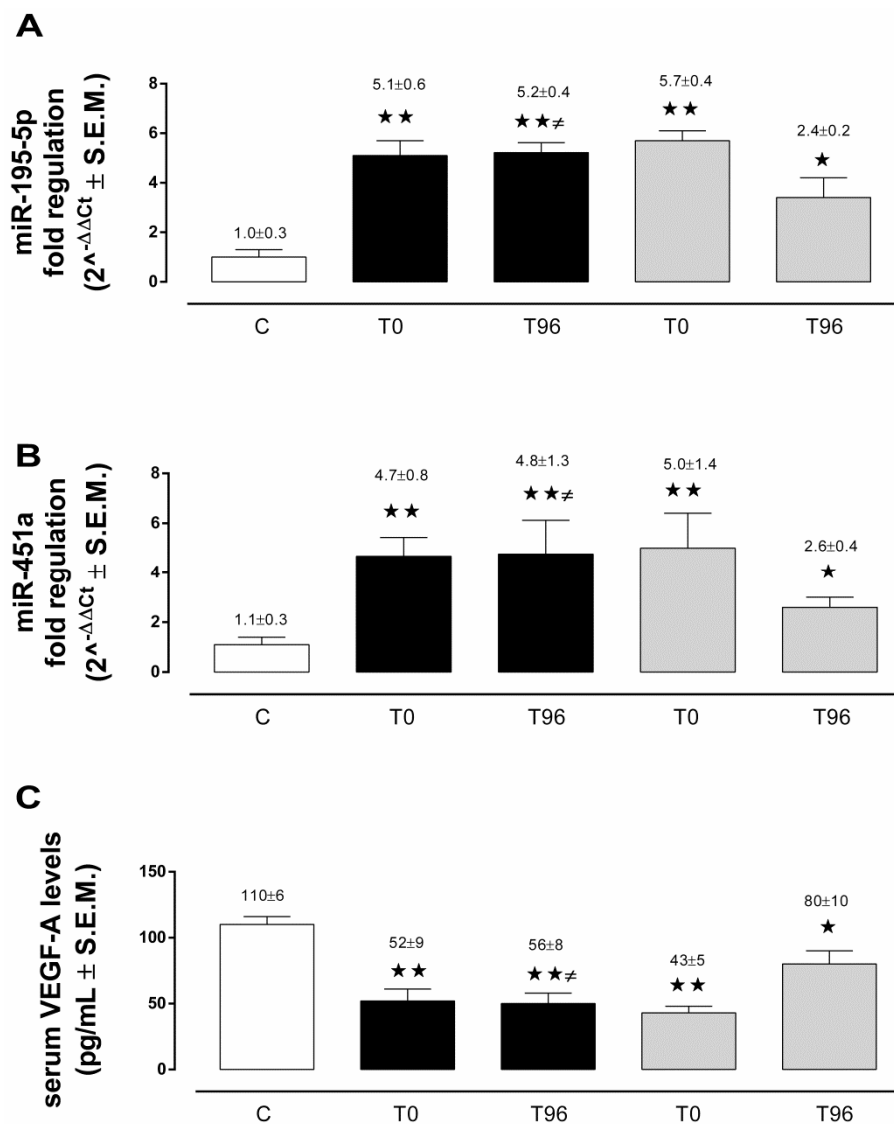 A
miR-195-5p
fold regulation
(2^-ΔΔCt ± S.E.M.)
8
6
4
2
0
1.0±0.3
5.1±0.6
★★
5.2±0.4
★★≠
5.7±0.4
★★
2.4±0.2
★
C T0 T96 T0 T96
B
miR-451a
fold regulation
(2^-ΔΔCt ± S.E.M.)
8
6
4
2
0
1.1±0.3
4.7±0.8
★★
4.8±1.3
★★≠
5.0±1.4
★★
2.6±0.4
★
C T0 T96 T0 T96
C
serum VEGF-A levels
(pg/mL ± S.E.M.)
150
100
50
0
110±6
52±9
★★
56±8
★★≠
43±5
★★
80±10
★
C T0 T96 T0 T96